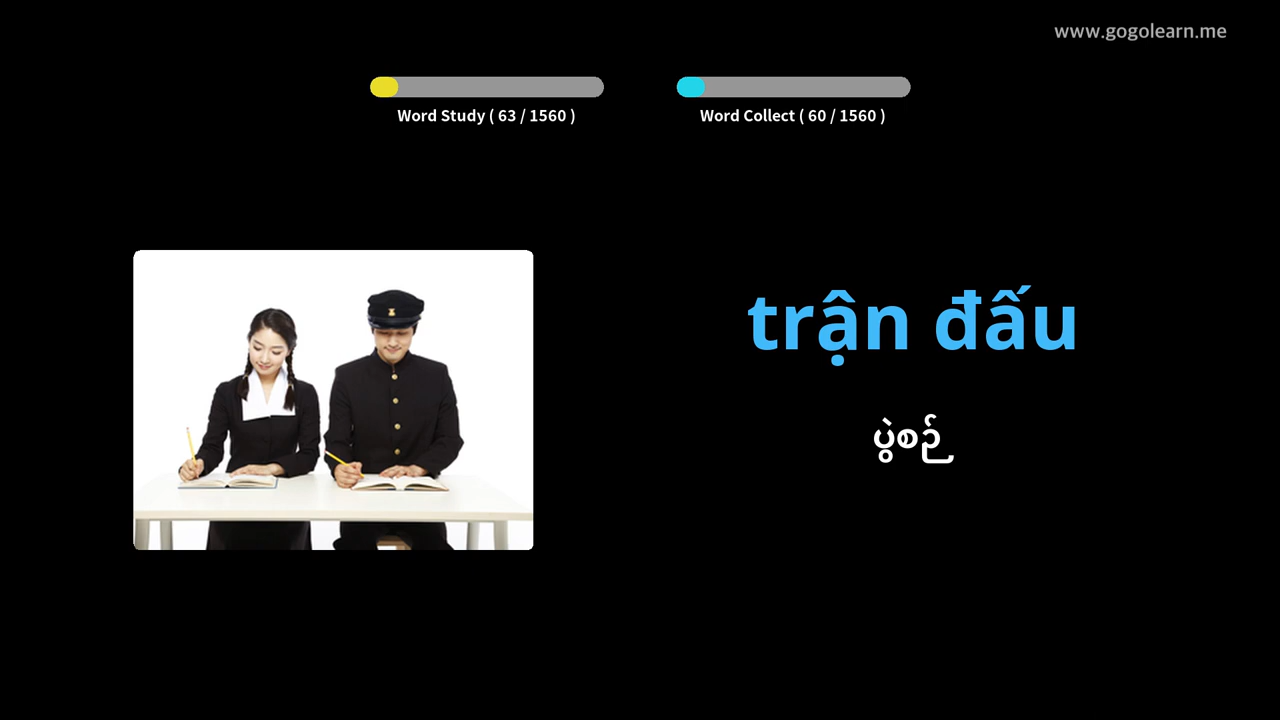 www.gogolearn.me
Word Study ( 63 / 1560 )
Word Collect ( 60 / 1560 )
trận đấu
ပွဲစဉ်